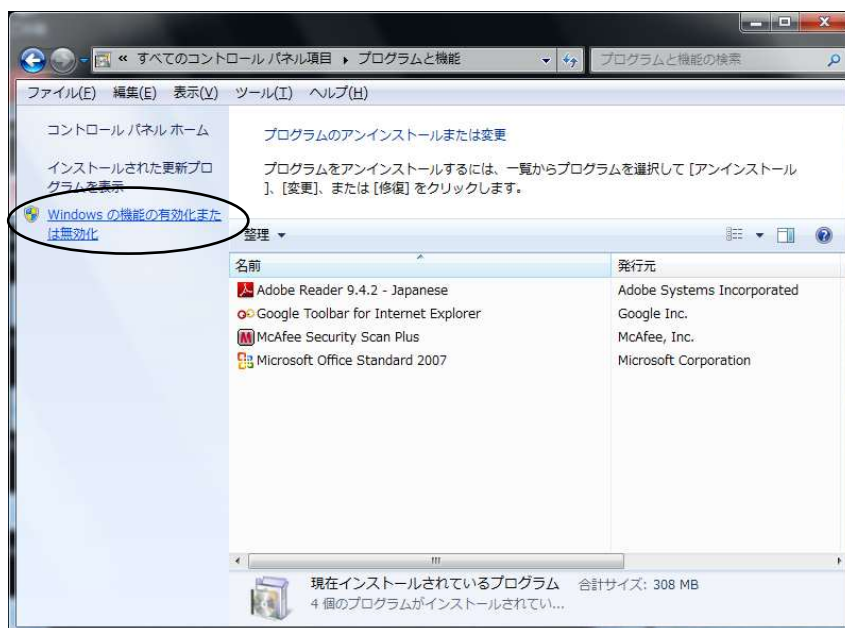 « すべてのコントロール パネル項目 ▸ プログラムと機能
プログラムと機能の検索
ファイル(F) 編集(E) 表示(V) ツール(T) ヘルプ(H)
コントロール パネル ホーム
インストールされた更新プロ
グラムを表示
Windows の機能の有効化また
は無効化
プログラムのアンインストールまたは変更
プログラムをアンインストールするには、一覧からプログラムを選択して [アンインストール
]、[変更]、または [修復] をクリックします。
整理 ▼
名前 発行元
Adobe Reader 9.4.2 - Japanese Adobe Systems Incorporated
Google Toolbar for Internet Explorer Google Inc.
McAfee Security Scan Plus McAfee, Inc.
Microsoft Office Standard 2007 Microsoft Corporation
現在インストールされているプログラム 合計サイズ: 308 MB
4 個のプログラムがインストールされてい...